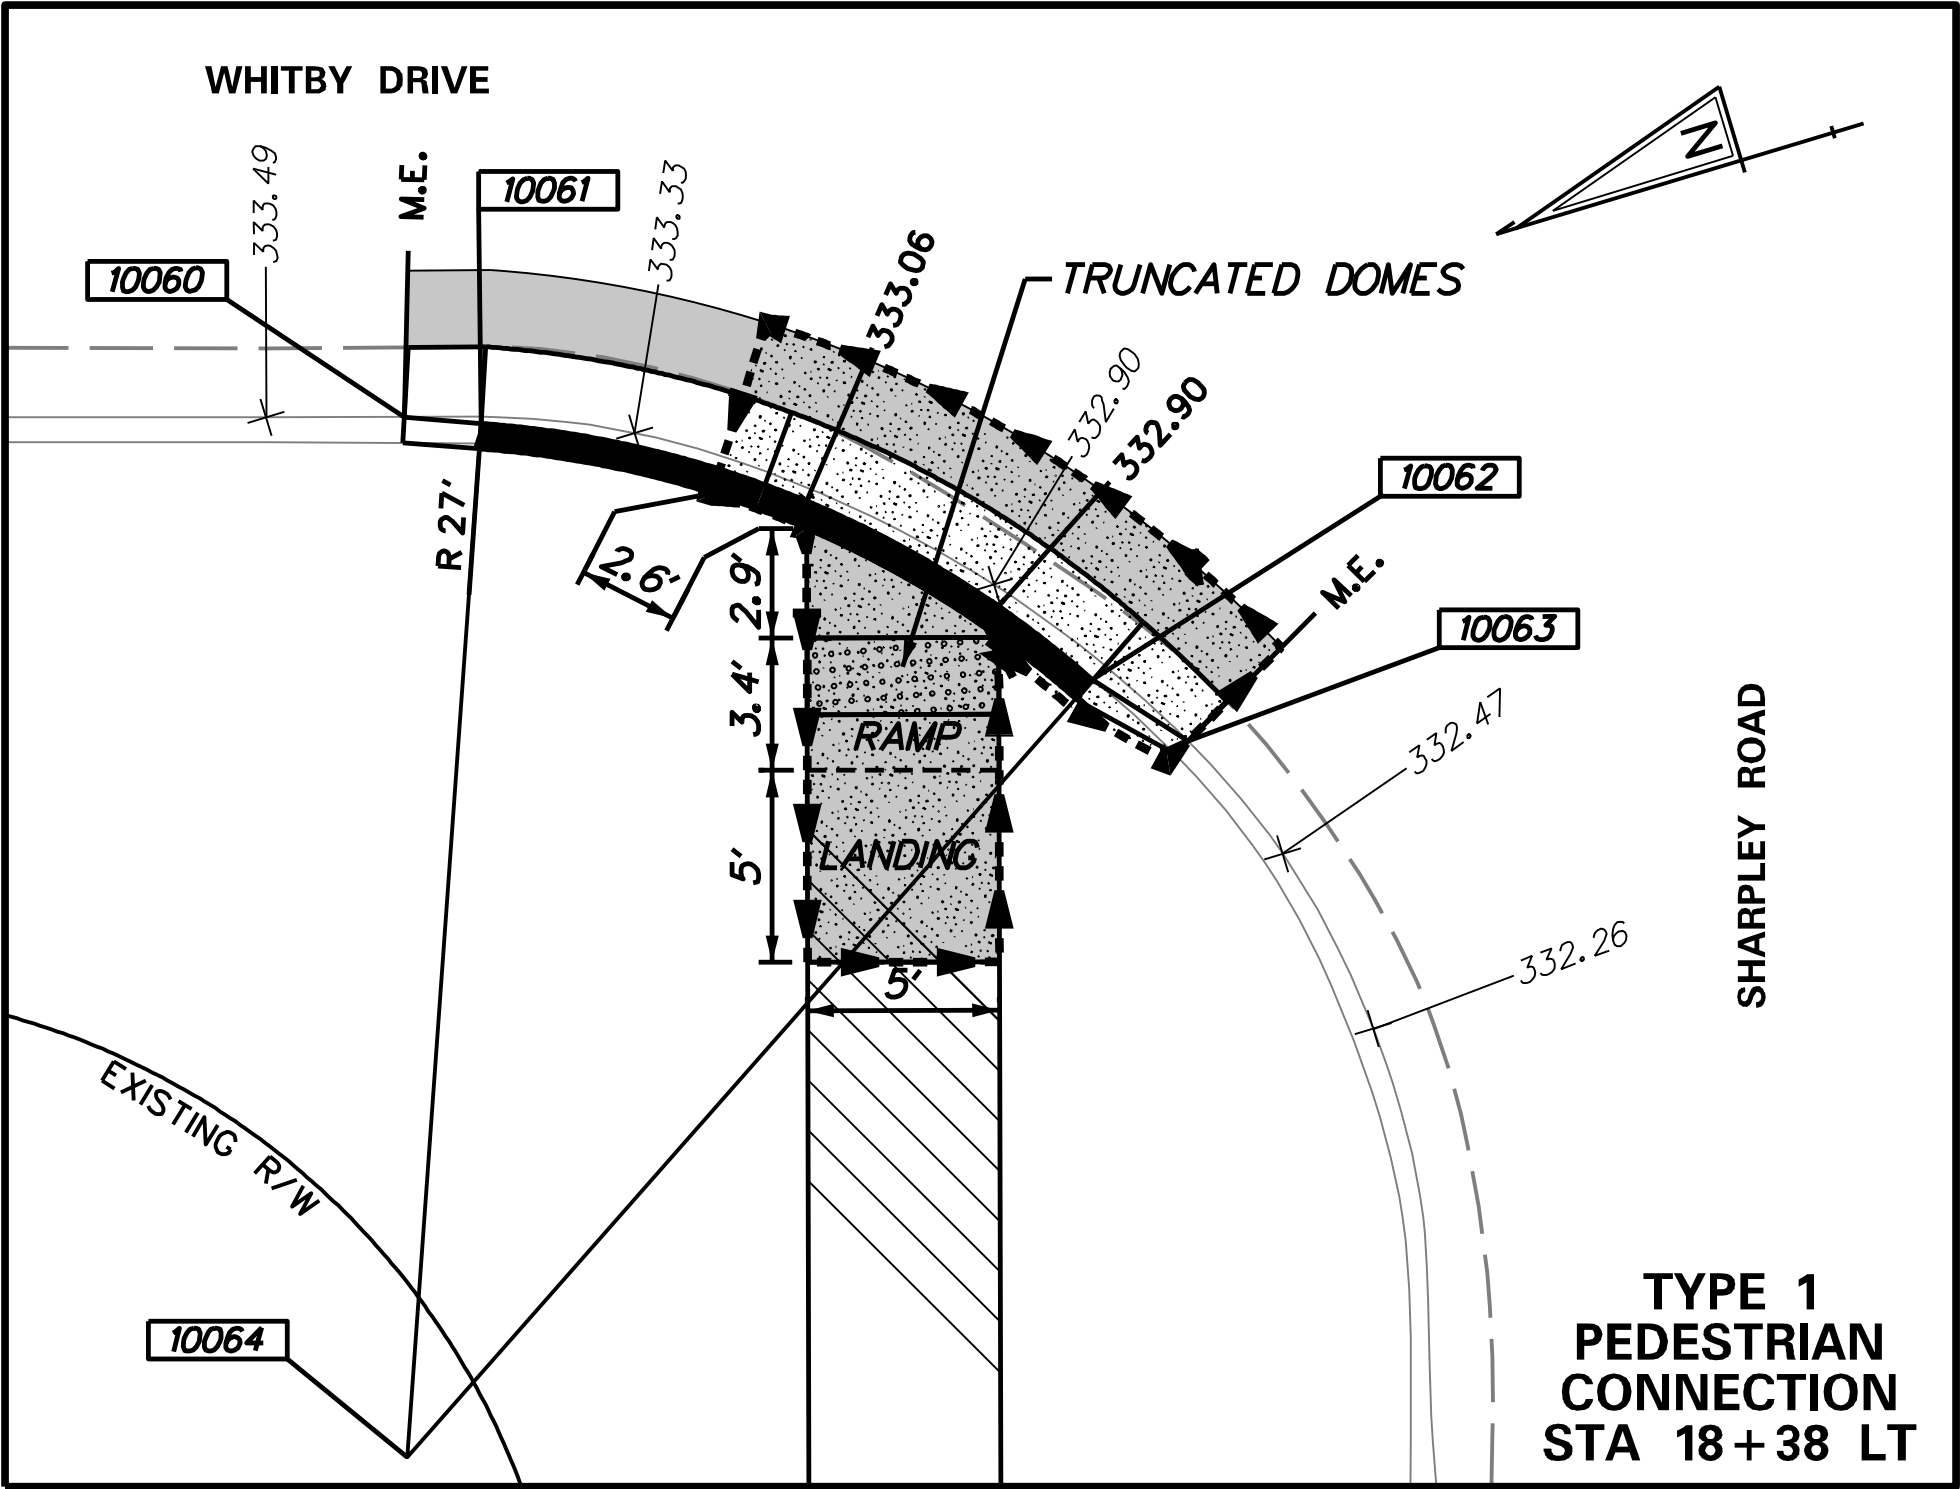 WHITBY DRIVE
333.49
M.E.
10061
333.33
10060
333.06
TRUNCATED DOMES
N
332.90
332.90
10062
R 27'
2.6'
2.9'
M.E.
10063
3.4'
RAMP
332.47
SHARPLEY ROAD
5'
LANDING
332.26
5'
EXISTING R/W
10064
TYPE 1
PEDESTRIAN
CONNECTION
STA 18+38 LT